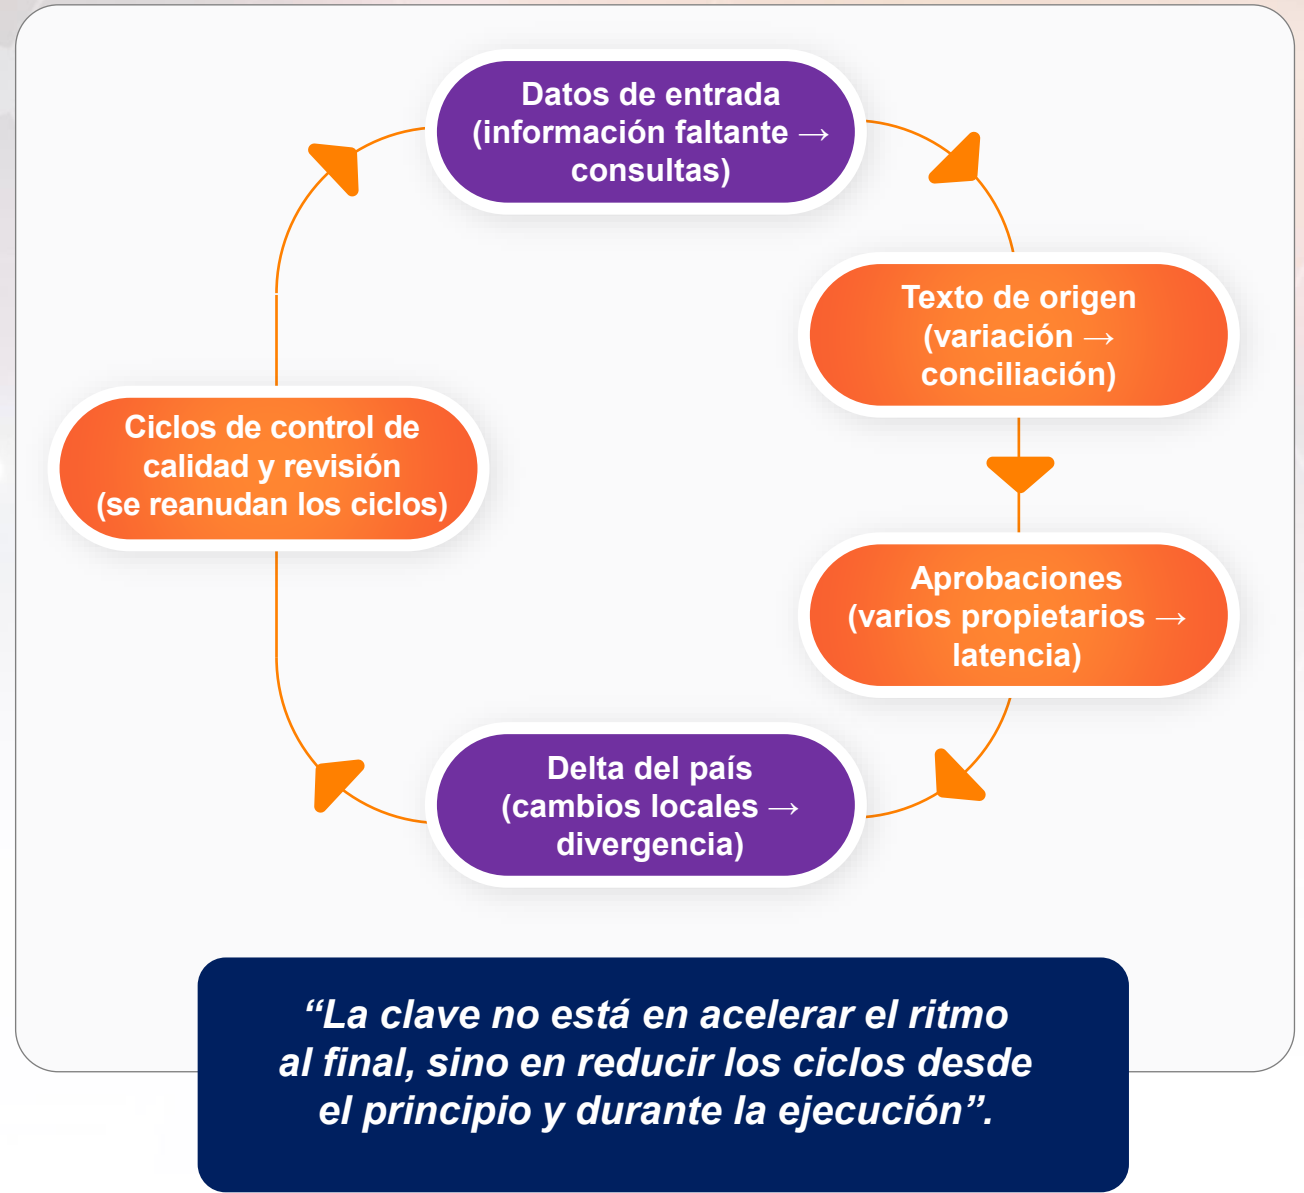 Datos de entrada
(información faltante →
consultas)
Texto de origen
(variación →
conciliación)
Aprobaciones
(varios propietarios →
latencia)
Delta del país
(cambios locales →
divergencia)
Ciclos de control de
calidad y revisión
(se reanudan los ciclos)
“La clave no está en acelerar el ritmo
al final, sino en reducir los ciclos desde
el principio y durante la ejecución”.